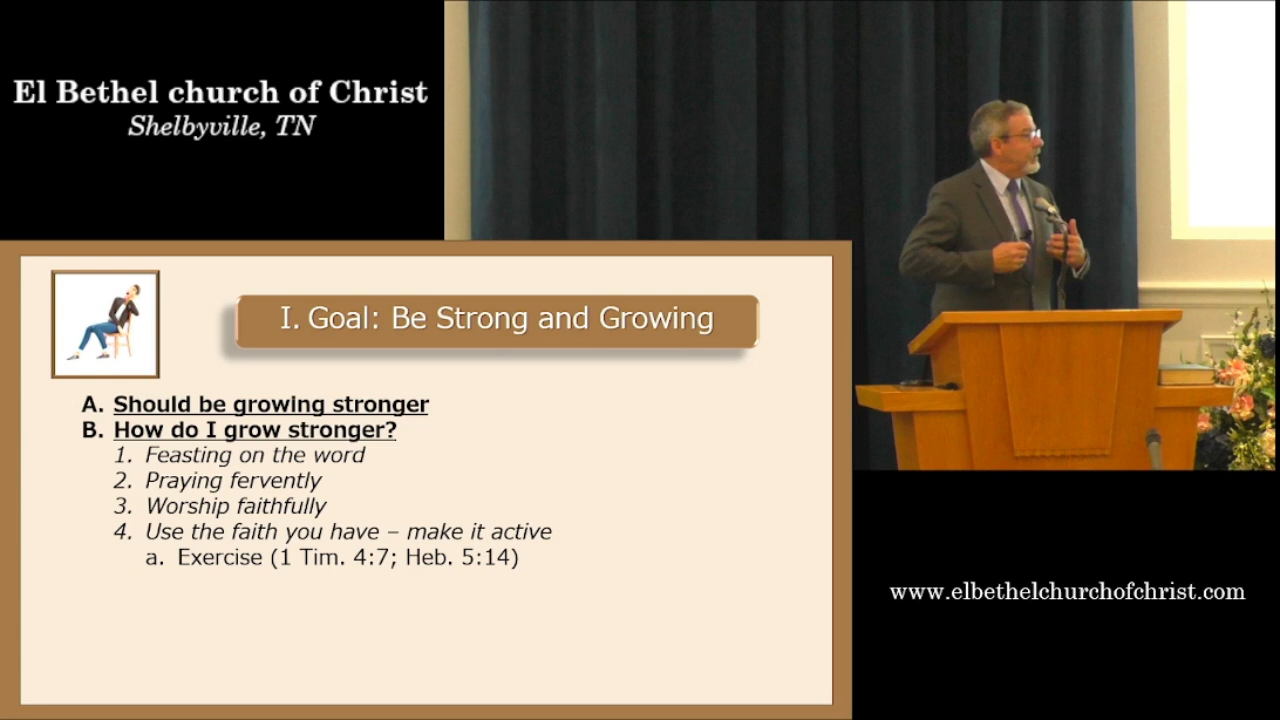 El Bethel church of Christ
Shelbyville, TN
I. Goal: Be Strong and Growing
A. Should be growing stronger
B. How do I grow stronger?
1. Feasting on the word
2. Praying fervently
3. Worship faithfully
4. Use the faith you have – make it active
a. Exercise (1 Tim. 4:7; Heb. 5:14)
www.elbethelchurchofchrist.com